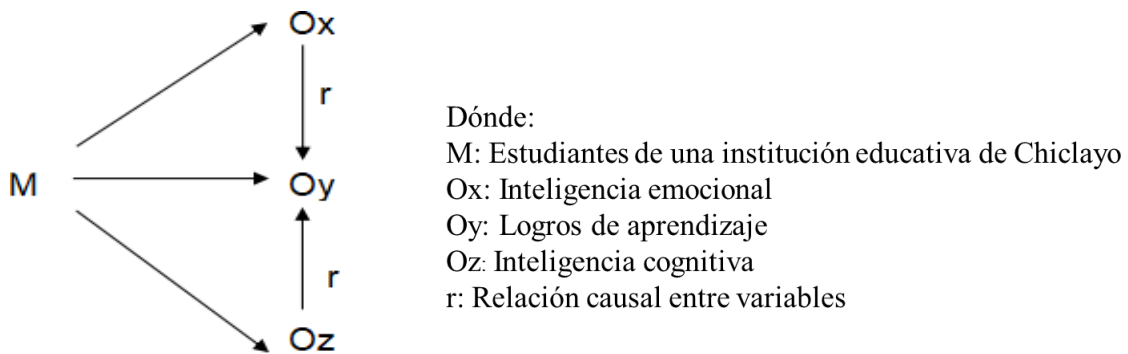 Ox
r
M
Oy
r
Oz
Dónde:
M: Estudiantes de una institución educativa de Chiclayo
Ox: Inteligencia emocional
Oy: Logros de aprendizaje
Oz: Inteligencia cognitiva
r: Relación causal entre variables